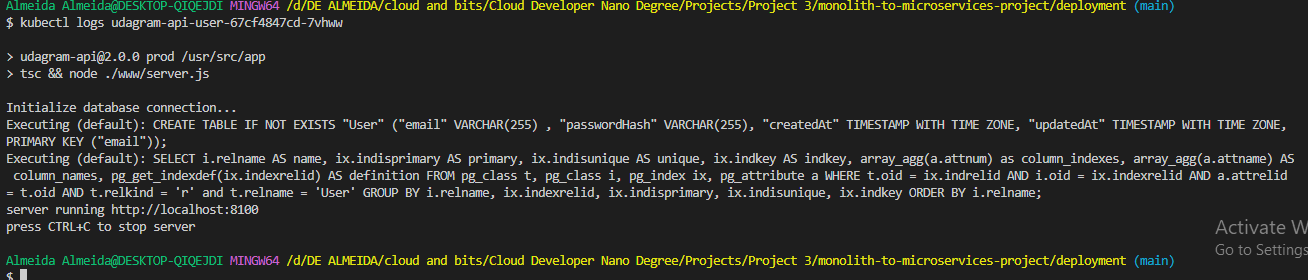 Almeida Almeida@DESKTOP-QIQEJDI MINGW64 /d/DE ALMEIDA/cloud and bits/Cloud Developer Nano Degree/Projects/Project 3/monolith-to-microservices-project/deployment (main)
$ kubectl logs udagram-api-user-67cf4847cd-7vhww
> udagram-api@2.0.0 prod /usr/src/app
> tsc && node ./www/server.js
Initialize database connection...
Executing (default): CREATE TABLE IF NOT EXISTS "User" ("email" VARCHAR(255) , "passwordHash" VARCHAR(255), "createdAt" TIMESTAMP WITH TIME ZONE, "updatedAt" TIMESTAMP WITH TIME ZONE,
PRIMARY KEY ("email"));
Executing (default): SELECT i.relname AS name, ix.indisprimary AS primary, ix.indisunique AS unique, ix.indkey AS indkey, array_agg(a.attnum) as column_indexes, array_agg(a.attname) AS
column_names, pg_get_indexdef(ix.indexrelid) AS definition FROM pg_class t, pg_class i, pg_index ix, pg_attribute a WHERE t.oid = ix.indrelid AND i.oid = ix.indexrelid AND a.attrelid
= t.oid AND t.relkind = 'r' and t.relname = 'User' GROUP BY i.relname, ix.indexrelid, ix.indisprimary, ix.indisunique, ix.indkey ORDER BY i.relname;
server running http://localhost:8100
press CTRL+C to stop server
Activate W
Go to Settings
Almeida Almeida@DESKTOP-QIQEJDI MINGW64 /d/DE ALMEIDA/cloud and bits/Cloud Developer Nano Degree/Projects/Project 3/monolith-to-microservices-project/deployment (main)
$